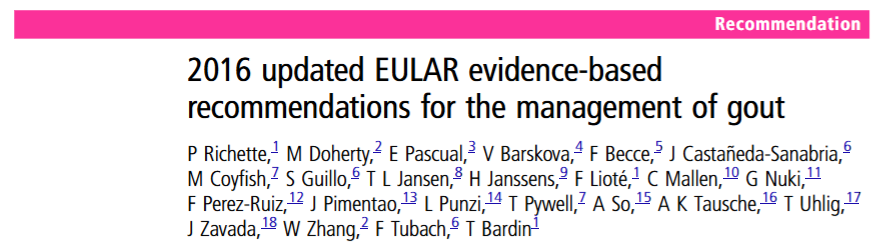 Recommendation
2016 updated EULAR evidence-based
recommendations for the management of gout
P Richette,1 M Doherty,2 E Pascual,3 V Barskova,4 F Becce,5 J Castañeda-Sanabria,6
M Coyfish,7 S Guillo,6 T L Jansen,8 H Janssens,9 F Lioté,1 C Mallen,10 G Nuki,11
F Perez-Ruiz,12 J Pimentao,13 L Punzi,14 T Pywell,7 A So,15 A K Tausche,16 T Uhlig,17
J Zavada,18 W Zhang,2 F Tubach,6 T Bardin1